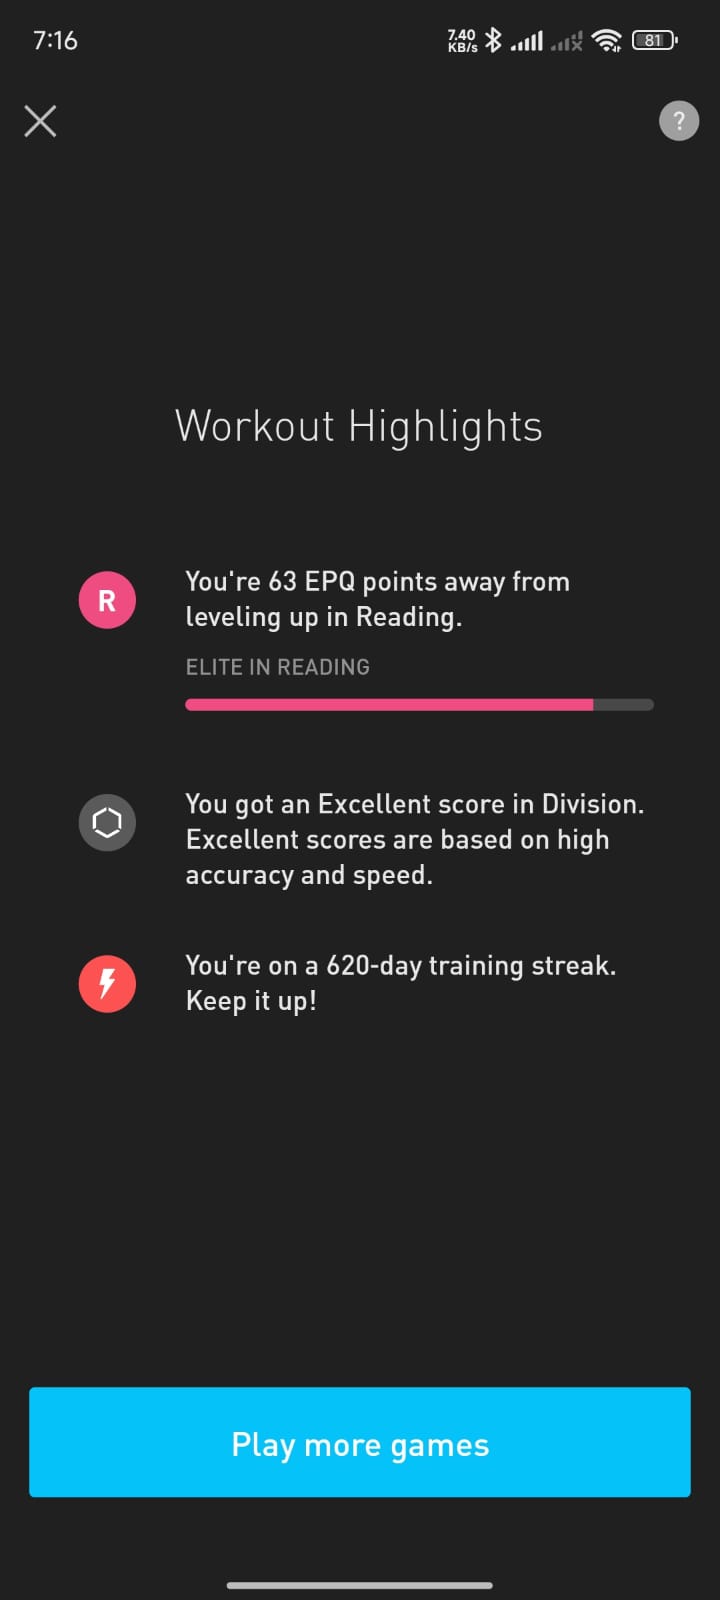 7:16
7.40
KB/s
81
?
Workout Highlights
R
You're 63 EPQ points away from
leveling up in Reading.
ELITE IN READING
You got an Excellent score in Division.
Excellent scores are based on high
accuracy and speed.
You're on a 620-day training streak.
Keep it up!
Play more games